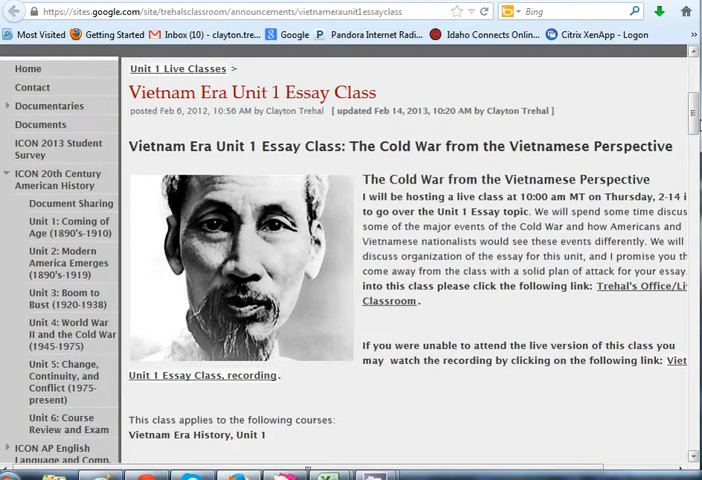 https://sites.google.com/site/trehalsclassroom/announcements/vietnameraunit1essayclass
Bing
Most Visited Getting Started Inbox (10) - clayton.tre... Google Pandora Internet Radi... Idaho Connects Onlin... Citrix XenApp - Logon
Home
Contact
Documentaries
Documents
ICON 2013 Student
Survey
ICON 20th Century
American History
Document Sharing
Unit 1: Coming of
Age (1890's-1910)
Unit 2: Modern
America Emerges
(1890's-1919)
Unit 3: Boom to
Bust (1920-1938)
Unit 4: World War
II and the Cold War
(1945-1975)
Unit 5: Change,
Continuity, and
Conflict (1975-
present)
Unit 6: Course
Review and Exam
ICON AP English
Language and Comp.
Unit 1 Live Classes >
Vietnam Era Unit 1 Essay Class
posted Feb 6, 2012, 10:56 AM by Clayton Trehal [ updated Feb 14, 2013, 10:20 AM by Clayton Trehal ]
Vietnam Era Unit 1 Essay Class: The Cold War from the Vietnamese Perspective
The Cold War from the Vietnamese Perspective
I will be hosting a live class at 10:00 am MT on Thursday, 2-14 i
to go over the Unit 1 Essay topic. We will spend some time discus
some of the major events of the Cold War and how Americans and
Vietnamese nationalists would see these events differently. We will
discuss organization of the essay for this unit, and I promise you th
come away from the class with a solid plan of attack for your essay.
into this class please click the following link: Trehal's Office/Li
Classroom.
If you were unable to attend the live version of this class you
may watch the recording by clicking on the following link: Viet
Unit 1 Essay Class, recording.
This class applies to the following courses:
Vietnam Era History, Unit 1